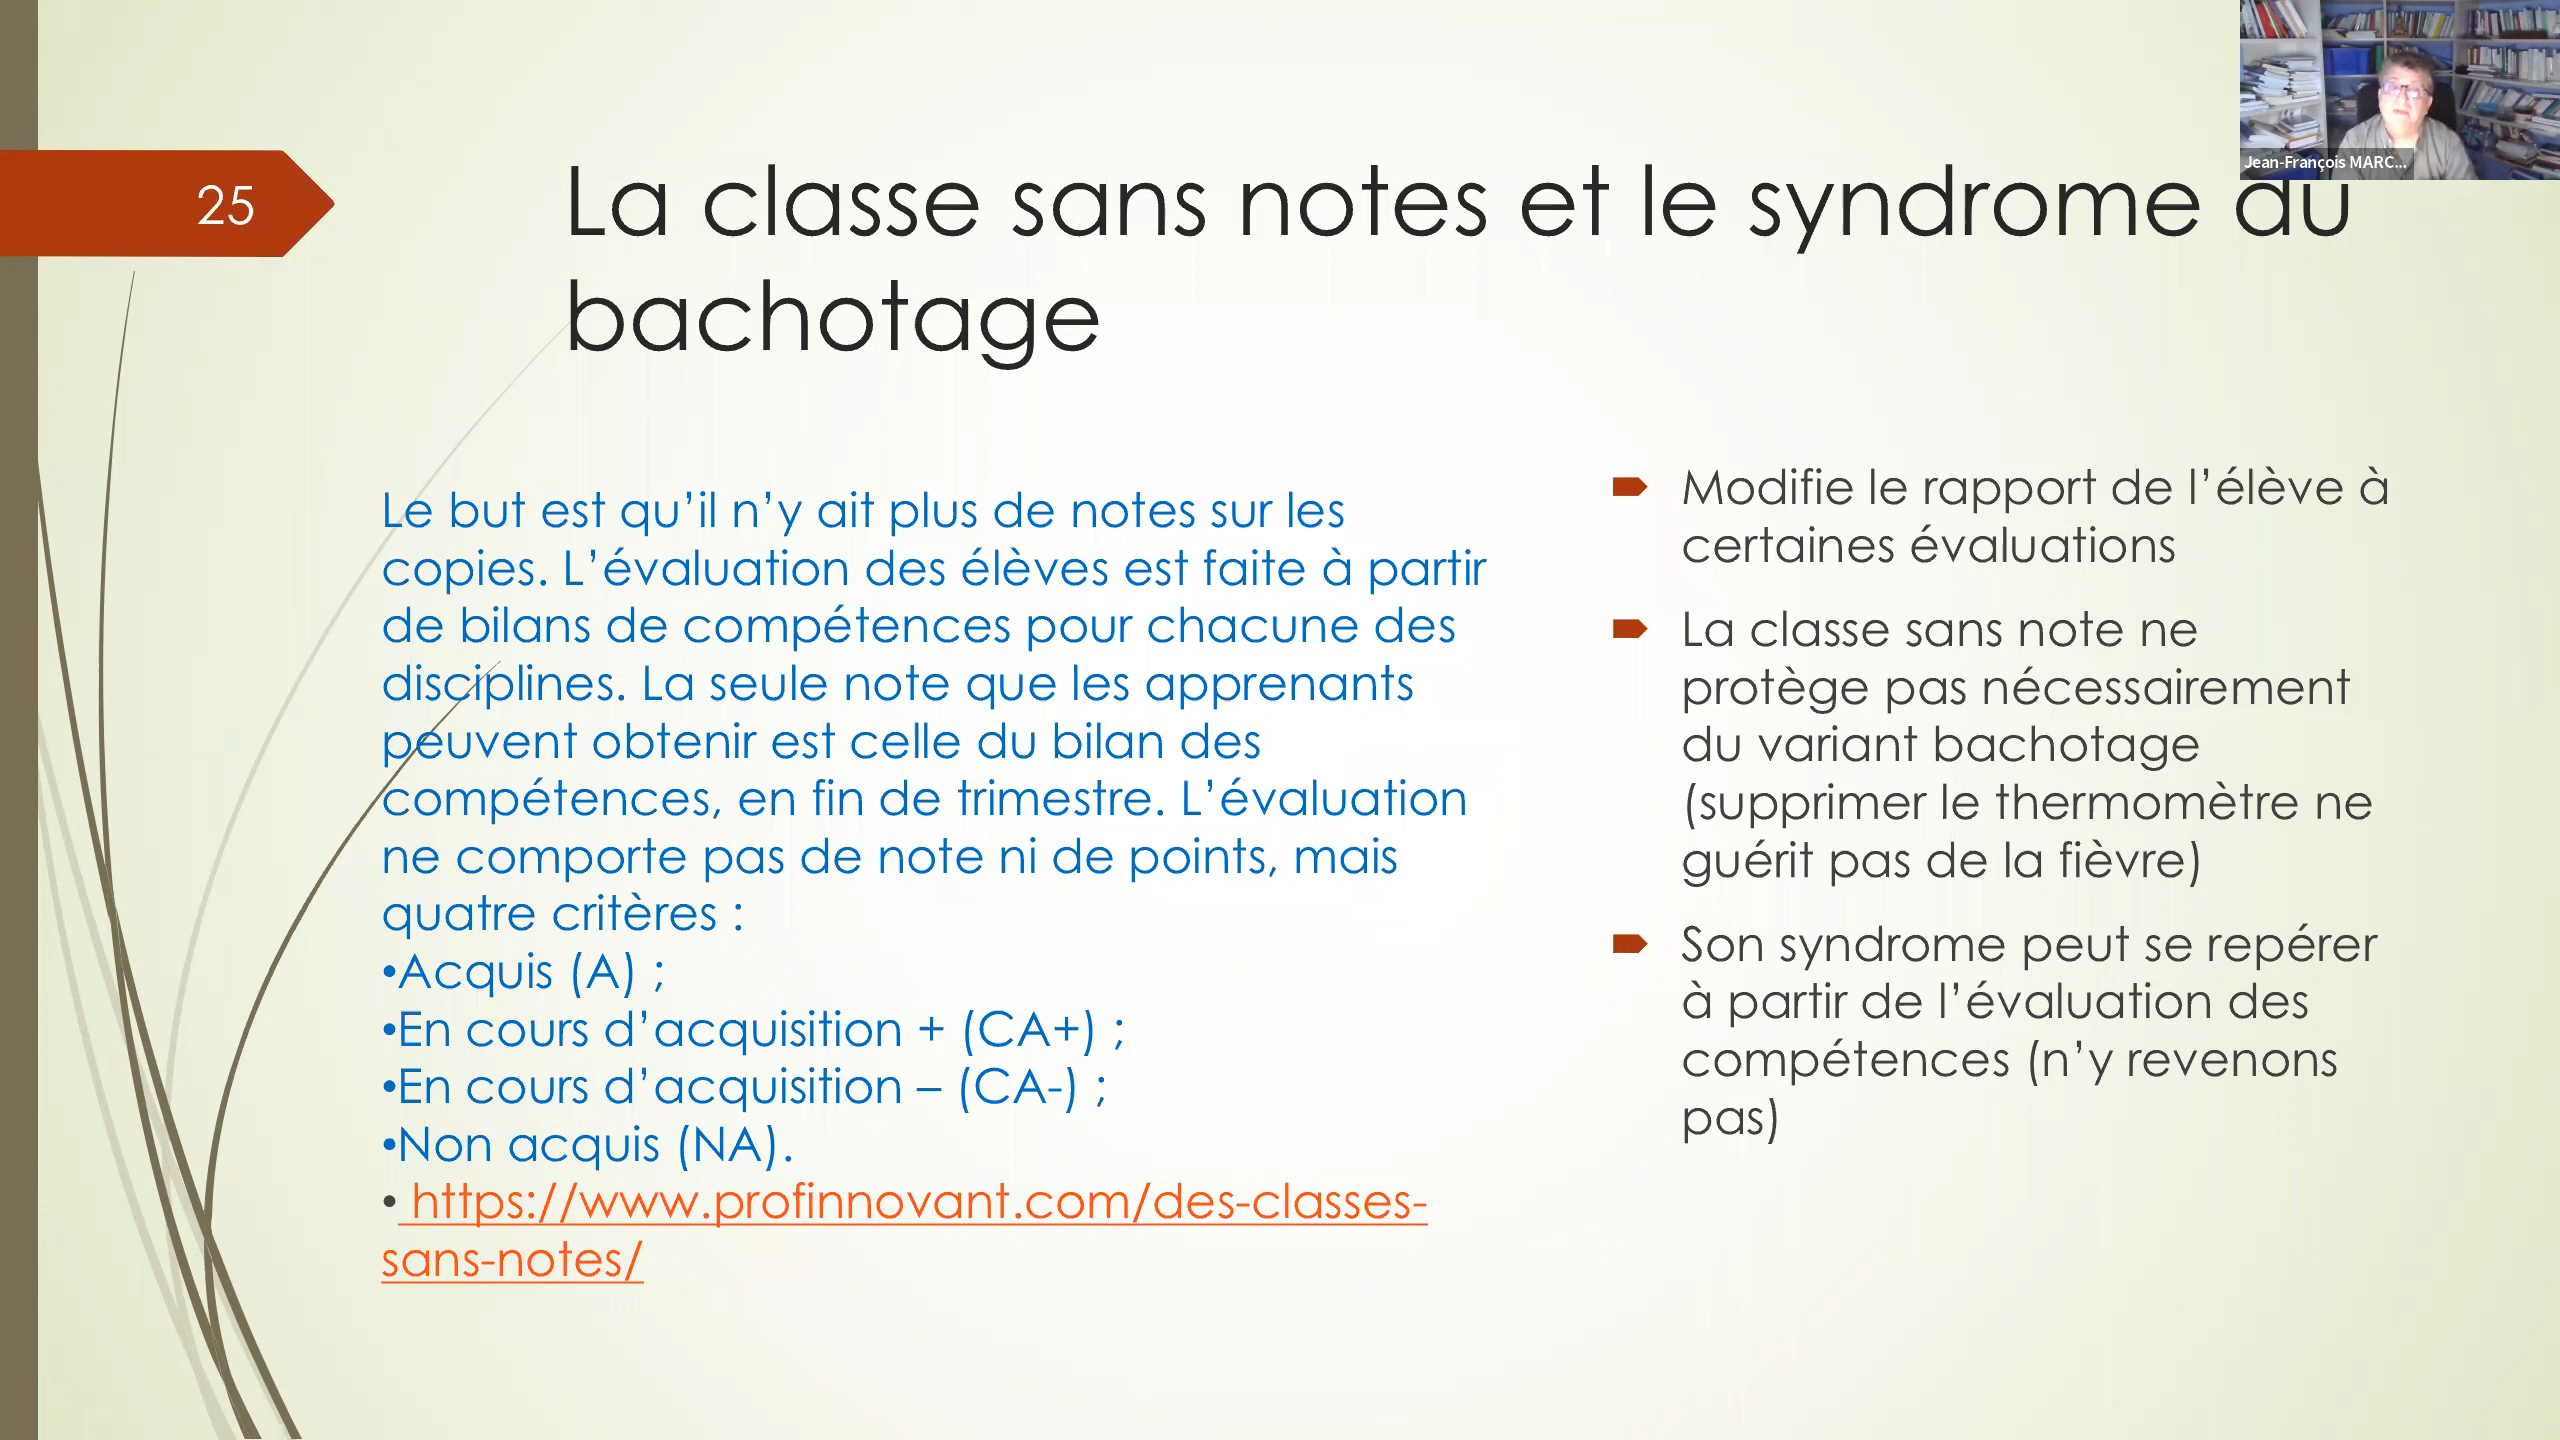 Jean-François MARC...
25
La classe sans notes et le syndrome du
bachotage
Le but est qu’il n’y ait plus de notes sur les
copies. L’évaluation des élèves est faite à partir
de bilans de compétences pour chacune des
disciplines. La seule note que les apprenants
peuvent obtenir est celle du bilan des
compétences, en fin de trimestre. L’évaluation
ne comporte pas de note ni de points, mais
quatre critères :
•Acquis (A) ;
•En cours d’acquisition + (CA+) ;
•En cours d’acquisition – (CA-) ;
•Non acquis (NA).
• https://www.profinnovant.com/des-classes-
sans-notes/
Modifie le rapport de l’élève à
certaines évaluations
La classe sans note ne
protège pas nécessairement
du variant bachotage
(supprimer le thermomètre ne
guérit pas de la fièvre)
Son syndrome peut se repérer
à partir de l’évaluation des
compétences (n’y revenons
pas)